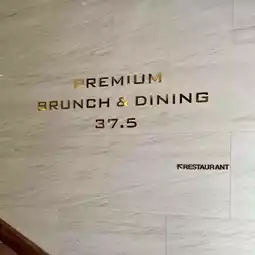 PREMIUM
BRUNCH & DINING
37.5
RESTAURANT